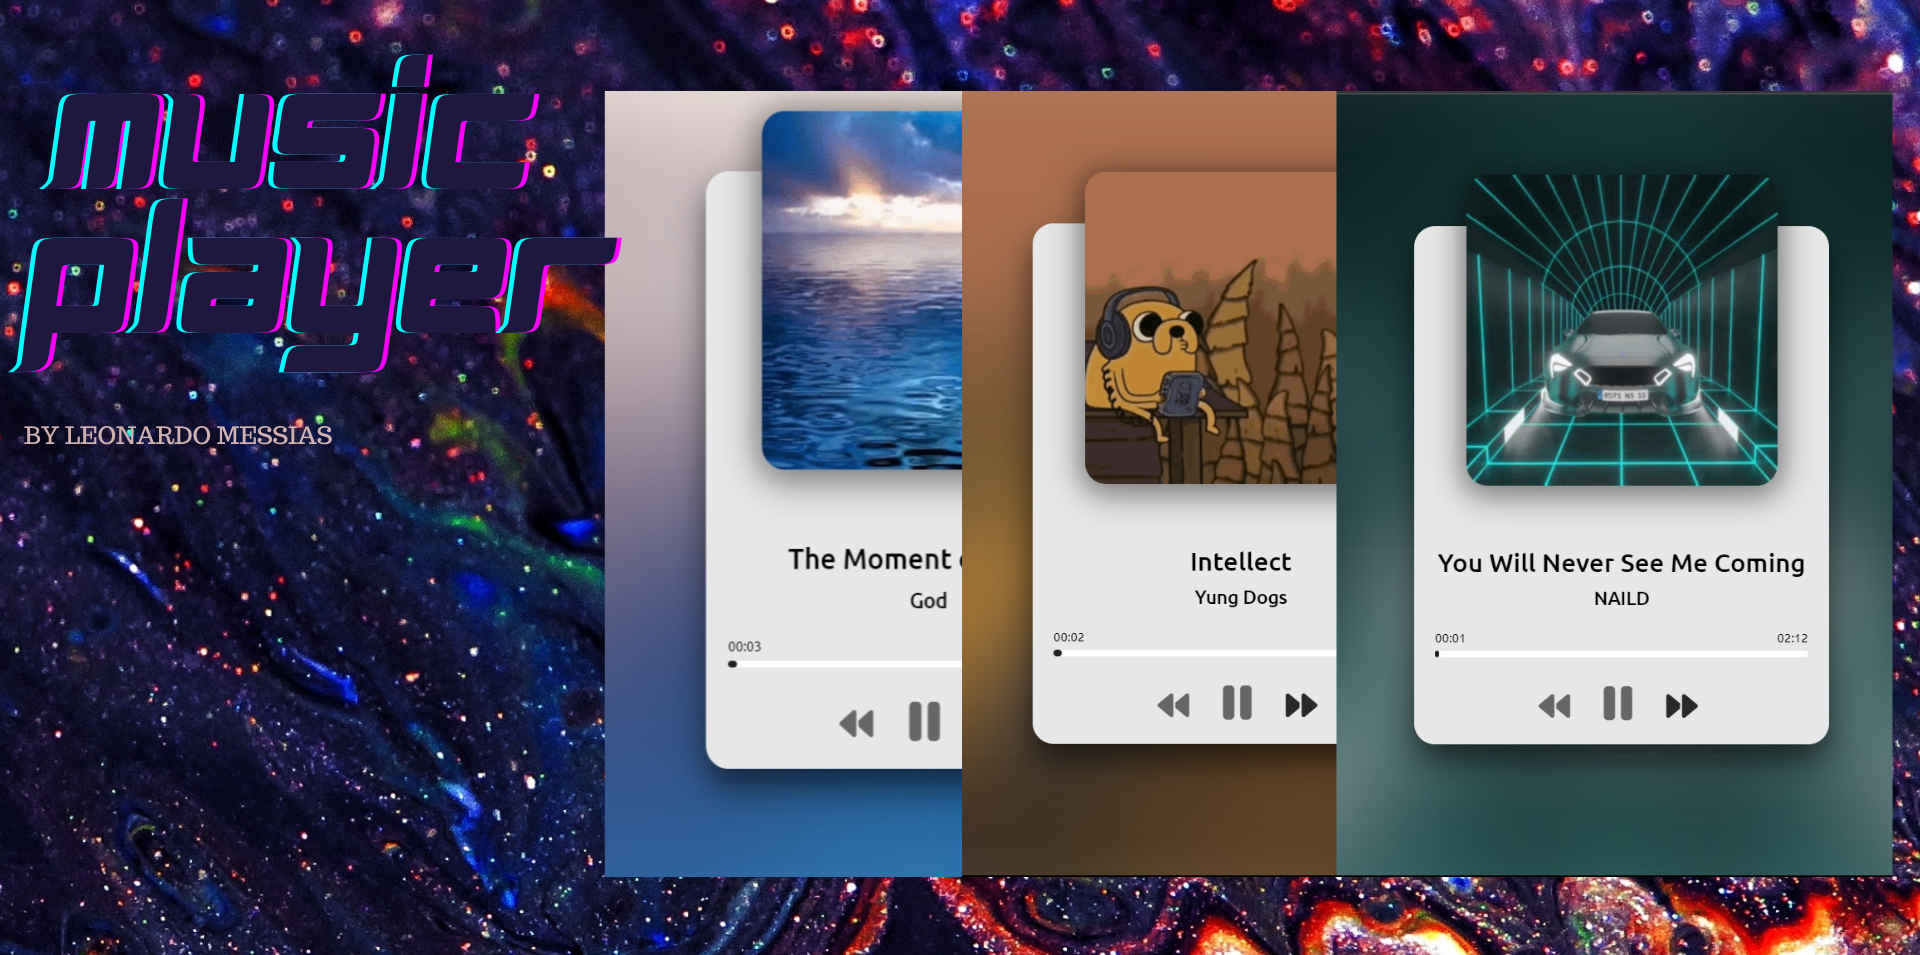 music
player
BY LEONARDO MESSIAS
The Moment
God
00:03
Intellect
Yung Dogs
00:02
You Will Never See Me Coming
NAILD
00:01 02:12